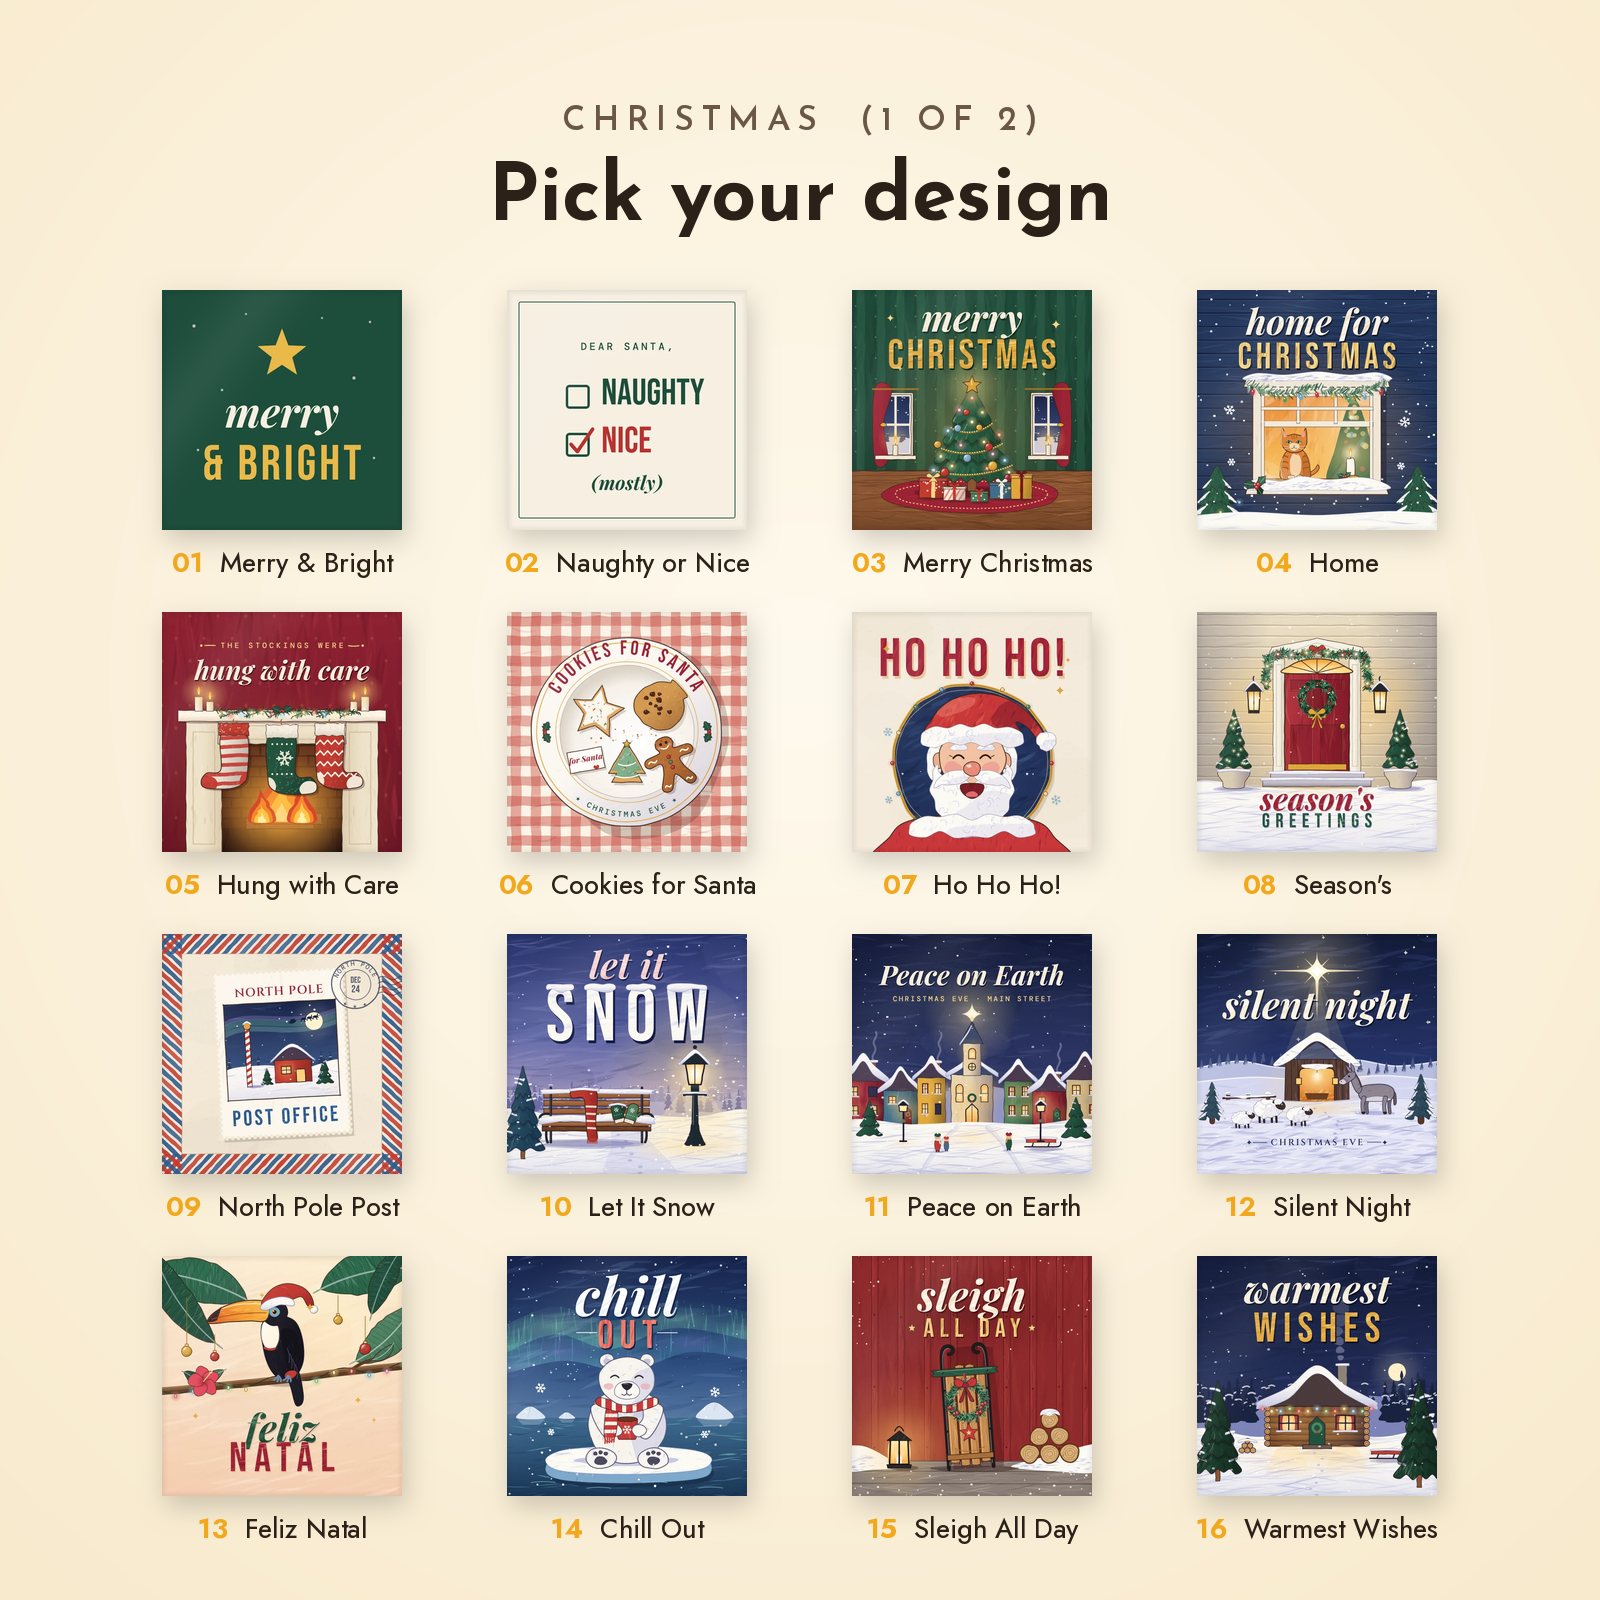 CHRISTMAS (1 OF 2)
Pick your design
merry
& BRIGHT
01 Merry & Bright
DEAR SANTA,
NAUGHTY
NICE
(mostly)
02 Naughty or Nice
merry
CHRISTMAS
03 Merry Christmas
home for
CHRISTMAS
04 Home
THE STOCKINGS WERE
hung with care
05 Hung with Care
COOKIES FOR SANTA
for Santa
CHRISTMAS EVE
06 Cookies for Santa
HO HO HO!
07 Ho Ho Ho!
season's
GREETINGS
08 Season's
NORTH POLE
DEC
24
NORTH POLE
POST OFFICE
09 North Pole Post
let it
SNOW
10 Let It Snow
Peace on Earth
CHRISTMAS EVE · MAIN STREET
11 Peace on Earth
silent night
CHRISTMAS EVE
12 Silent Night
feliz
NATAL
13 Feliz Natal
chill
OUT
14 Chill Out
sleigh
ALL DAY
15 Sleigh All Day
warmest
WISHES
16 Warmest Wishes